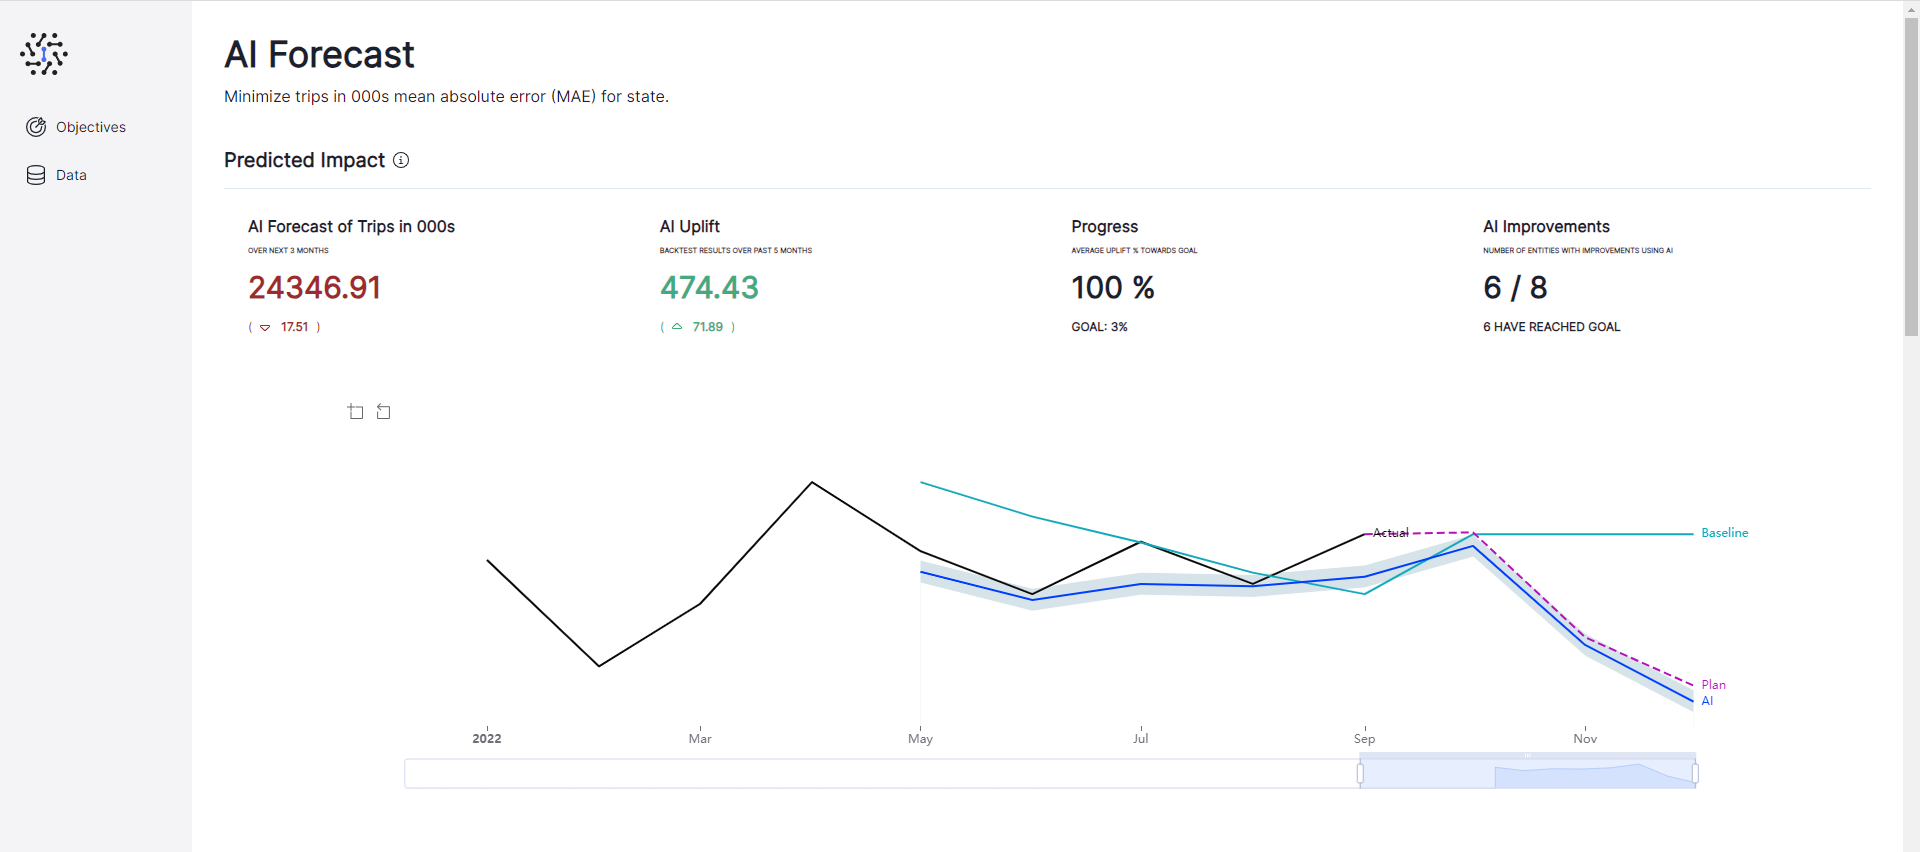 AI Forecast
Minimize trips in 000s mean absolute error (MAE) for state.
Objectives
Data
Predicted Impact
AI Forecast of Trips in 000s
OVER NEXT 3 MONTHS
24346.91
( 17.51 )
AI Uplift
BACKTEST RESULTS OVER PAST 5 MONTHS
474.43
( 71.89 )
Progress
AVERAGE UPLIFT % TOWARDS GOAL
100 %
GOAL: 3%
AI Improvements
NUMBER OF ENTITIES WITH IMPROVEMENTS USING AI
6 / 8
6 HAVE REACHED GOAL
Actual
Baseline
Plan
AI
2022 Mar May Jul Sep Nov